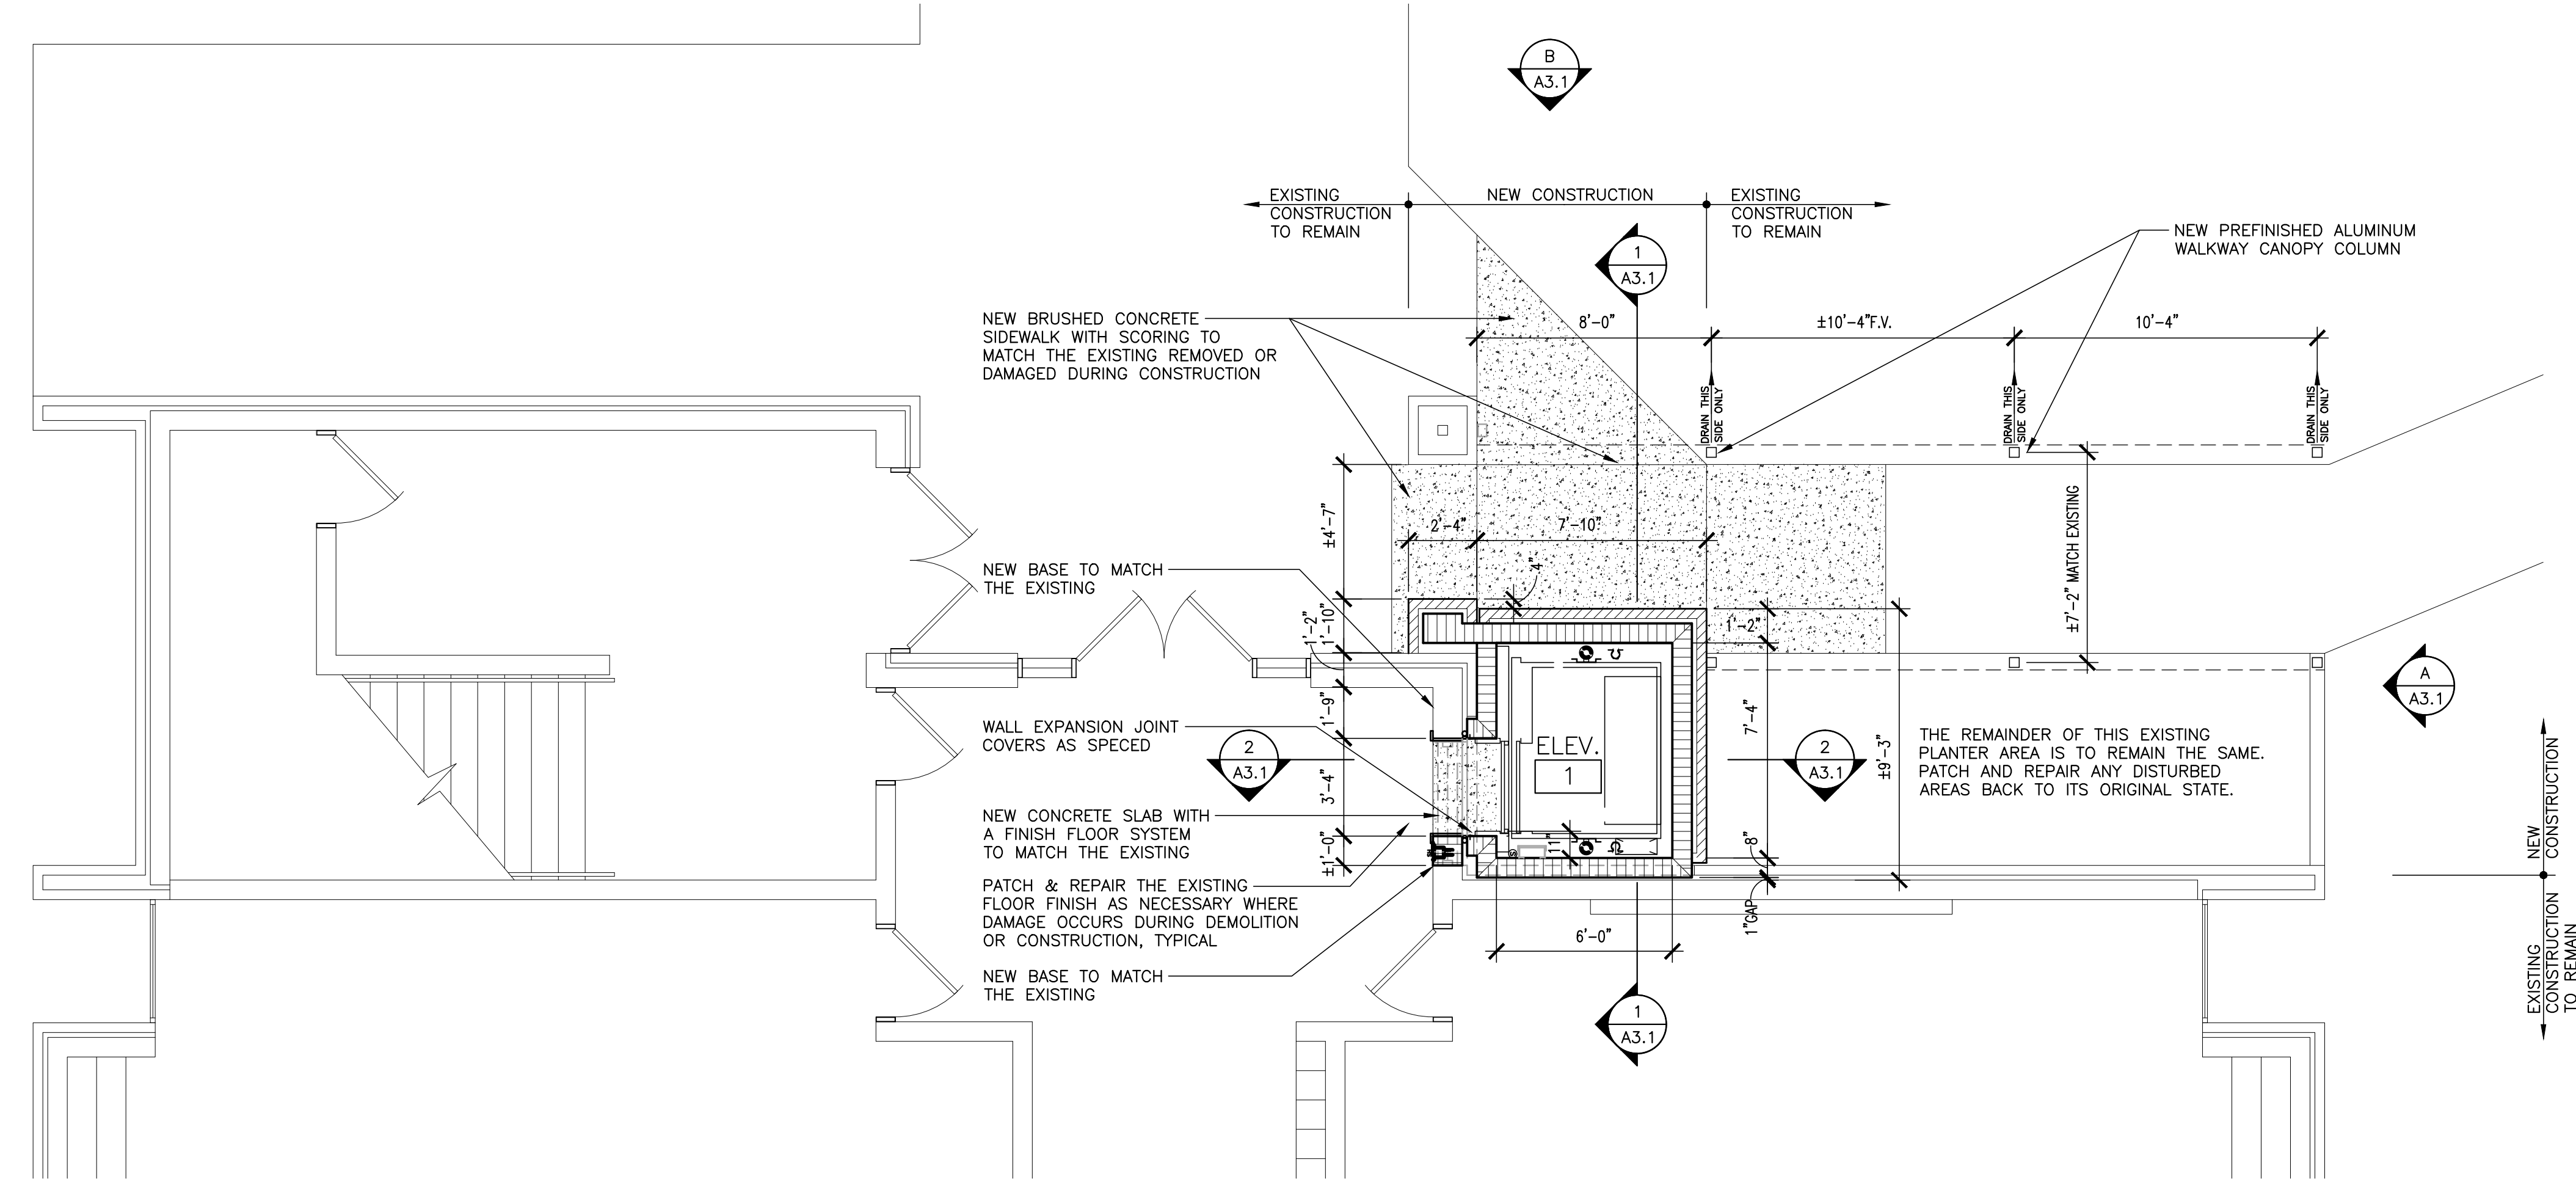 B
A3.1
EXISTING
CONSTRUCTION
TO REMAIN
NEW CONSTRUCTION
EXISTING
CONSTRUCTION
TO REMAIN
1
A3.1
NEW PREFINISHED ALUMINUM
WALKWAY CANOPY COLUMN
NEW BRUSHED CONCRETE
SIDEWALK WITH SCORING TO
MATCH THE EXISTING REMOVED OR
DAMAGED DURING CONSTRUCTION
8'-0"
±10'-4"F.V.
10'-4"
DRAIN THIS
SIDE ONLY
DRAIN THIS
SIDE ONLY
DRAIN THIS
SIDE ONLY
±4'-7"
2'-4"
7'-10"
±7'-2" MATCH EXISTING
NEW BASE TO MATCH
THE EXISTING
4"
1'-2"
1'-10"
1'-2"
A
A3.1
WALL EXPANSION JOINT
COVERS AS SPECED
1'-9"
2
A3.1
3'-4"
ELEV.
1
7'-4"
2
A3.1
±9'-3"
THE REMAINDER OF THIS EXISTING
PLANTER AREA IS TO REMAIN THE SAME.
PATCH AND REPAIR ANY DISTURBED
AREAS BACK TO ITS ORIGINAL STATE.
NEW
CONSTRUCTION
NEW CONCRETE SLAB WITH
A FINISH FLOOR SYSTEM
TO MATCH THE EXISTING
±1'-0"
11"
8"
PATCH & REPAIR THE EXISTING
FLOOR FINISH AS NECESSARY WHERE
DAMAGE OCCURS DURING DEMOLITION
OR CONSTRUCTION, TYPICAL
1"GAP
6'-0"
EXISTING
CONSTRUCTION
TO REMAIN
NEW BASE TO MATCH
THE EXISTING
1
A3.1